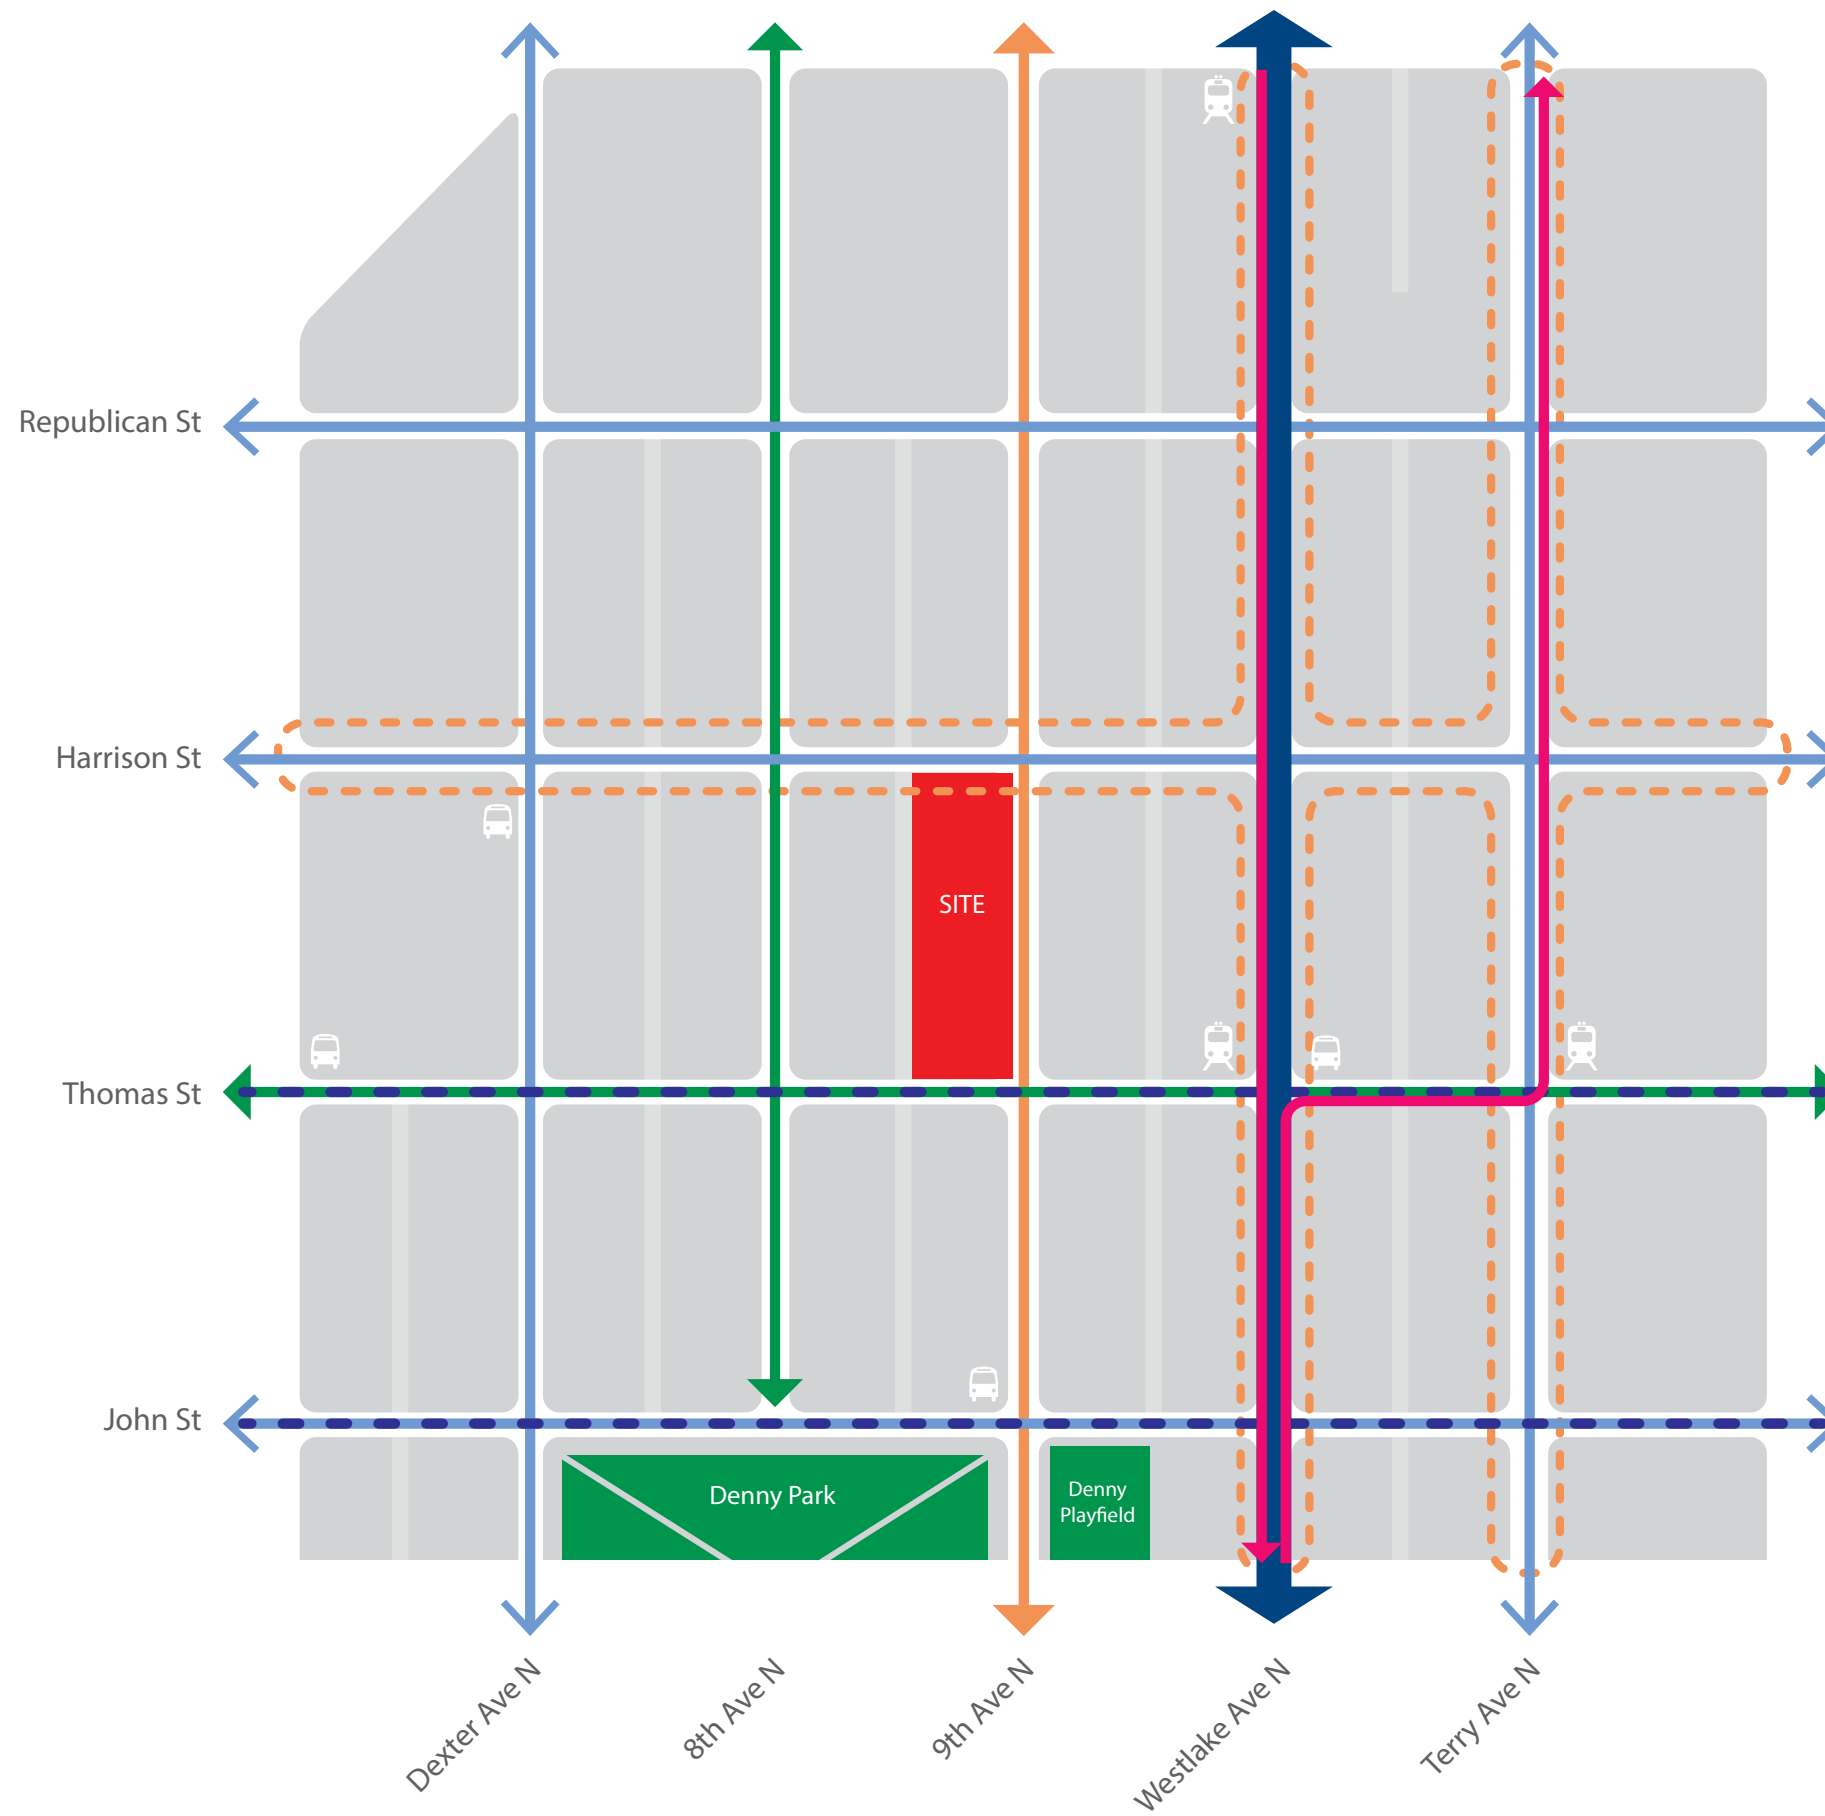 Republican St
Harrison St
SITE
Thomas St
John St
Denny Park
Denny
Playfield
Dexter Ave N
8th Ave N
9th Ave N
Westlake Ave N
Terry Ave N